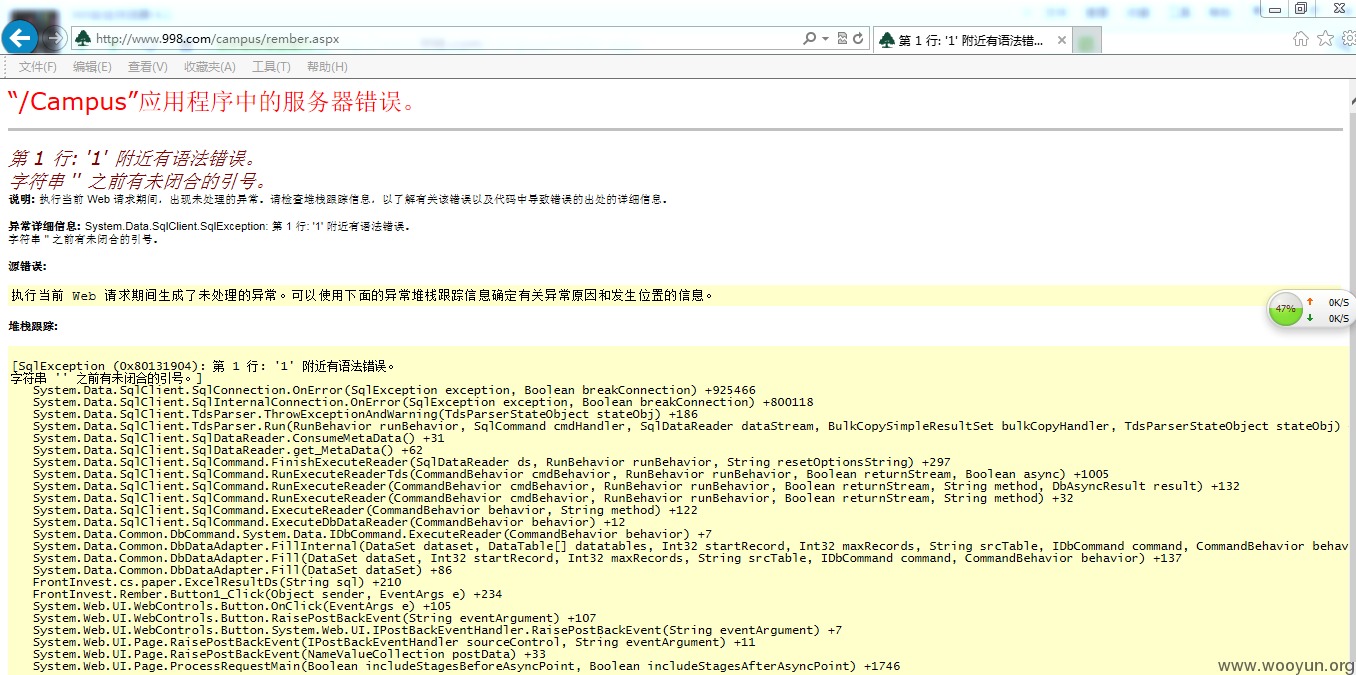 http://www.998.com/campus/rember.aspx
第 1 行: '1' 附近有语法错...
文件(F) 编辑(E) 查看(V) 收藏夹(A) 工具(T) 帮助(H)
“/Campus”应用程序中的服务器错误。
第 1 行: '1' 附近有语法错误。
字符串 '' 之前有未闭合的引号。
说明: 执行当前 Web 请求期间，出现未处理的异常。请检查堆栈跟踪信息，以了解有关该错误以及代码中导致错误的出处的详细信息。
异常详细信息: System.Data.SqlClient.SqlException: 第 1 行: '1' 附近有语法错误。
字符串 '' 之前有未闭合的引号。
源错误:
执行当前 Web 请求期间生成了未处理的异常。可以使用下面的异常堆栈跟踪信息确定有关异常原因和发生位置的信息。
47%
0K/S
0K/S
堆栈跟踪:
[SqlException (0x80131904): 第 1 行: '1' 附近有语法错误。
字符串 '' 之前有未闭合的引号。]
System.Data.SqlClient.SqlConnection.OnError(SqlException exception, Boolean breakConnection) +925466
System.Data.SqlClient.SqlInternalConnection.OnError(SqlException exception, Boolean breakConnection) +800118
System.Data.SqlClient.TdsParser.ThrowExceptionAndWarning(TdsParserStateObject stateObj) +186
System.Data.SqlClient.TdsParser.Run(RunBehavior runBehavior, SqlCommand cmdHandler, SqlDataReader dataStream, BulkCopySimpleResultSet bulkCopyHandler, TdsParserStateObject stateObj)
System.Data.SqlClient.SqlDataReader.ConsumeMetaData() +31
System.Data.SqlClient.SqlDataReader.get_MetaData() +62
System.Data.SqlClient.SqlCommand.FinishExecuteReader(SqlDataReader ds, RunBehavior runBehavior, String resetOptionsString) +297
System.Data.SqlClient.SqlCommand.RunExecuteReaderTds(CommandBehavior cmdBehavior, RunBehavior runBehavior, Boolean returnStream, Boolean async) +1005
System.Data.SqlClient.SqlCommand.RunExecuteReader(CommandBehavior cmdBehavior, RunBehavior runBehavior, Boolean returnStream, String method, DbAsyncResult result) +132
System.Data.SqlClient.SqlCommand.RunExecuteReader(CommandBehavior cmdBehavior, RunBehavior runBehavior, Boolean returnStream, String method) +32
System.Data.SqlClient.SqlCommand.ExecuteReader(CommandBehavior behavior, String method) +122
System.Data.SqlClient.SqlCommand.ExecuteDbDataReader(CommandBehavior behavior) +12
System.Data.Common.DbCommand.System.Data.IDbCommand.ExecuteReader(CommandBehavior behavior) +7
System.Data.Common.DbDataAdapter.FillInternal(DataSet dataset, DataTable[] datatables, Int32 startRecord, Int32 maxRecords, String srcTable, IDbCommand command, CommandBehavior behav
System.Data.Common.DbDataAdapter.Fill(DataSet dataSet, Int32 startRecord, Int32 maxRecords, String srcTable, IDbCommand command, CommandBehavior behavior) +137
System.Data.Common.DbDataAdapter.Fill(DataSet dataSet) +86
FrontInvest.cs.paper.ExcelResultDs(String sql) +210
FrontInvest.Rember.Button1_Click(Object sender, EventArgs e) +234
System.Web.UI.WebControls.Button.OnClick(EventArgs e) +105
System.Web.UI.WebControls.Button.RaisePostBackEvent(String eventArgument) +107
System.Web.UI.WebControls.Button.System.Web.UI.IPostBackEventHandler.RaisePostBackEvent(String eventArgument) +7
System.Web.UI.Page.RaisePostBackEvent(IPostBackEventHandler sourceControl, String eventArgument) +11
System.Web.UI.Page.RaisePostBackEvent(NameValueCollection postData) +33
System.Web.UI.Page.ProcessRequestMain(Boolean includeStagesBeforeAsyncPoint, Boolean includeStagesAfterAsyncPoint) +1746
www.wooyun.org